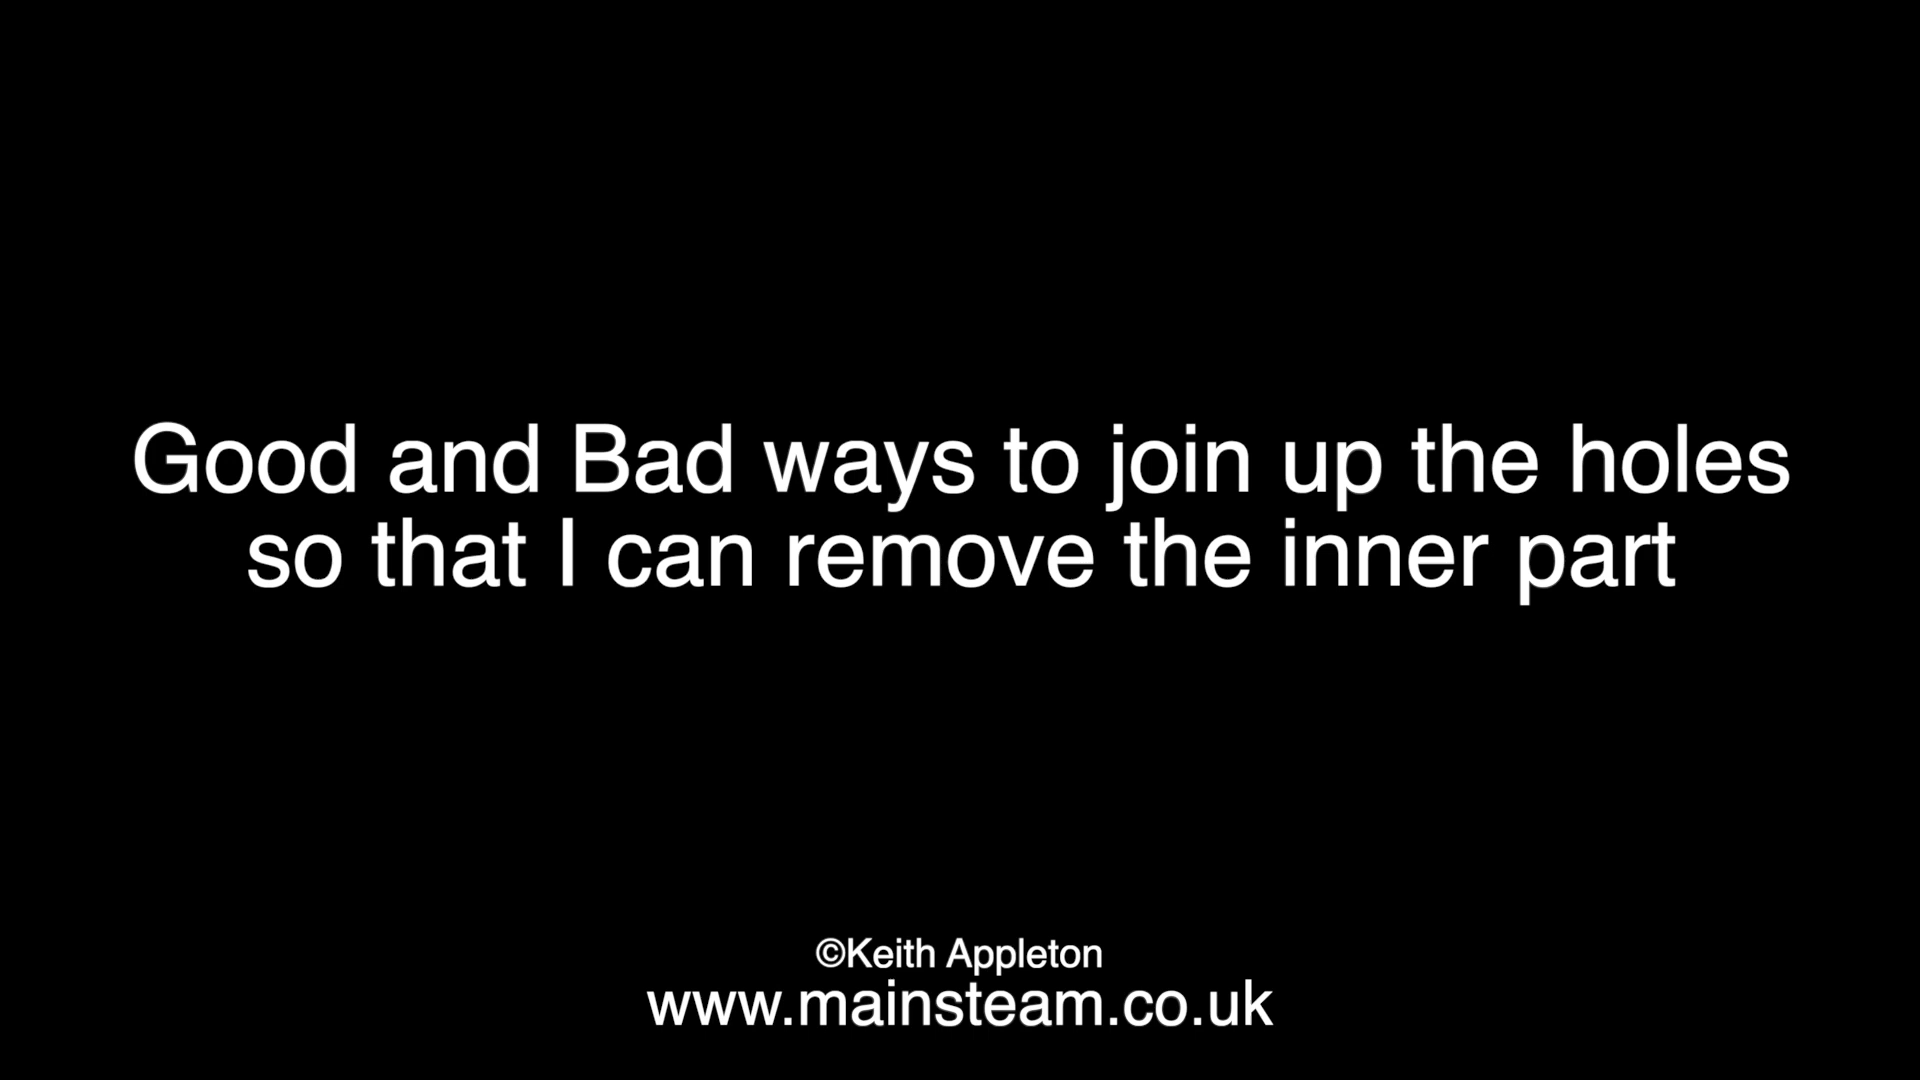 Good and Bad ways to join up the holes
so that I can remove the inner part
©Keith Appleton
www.mainsteam.co.uk